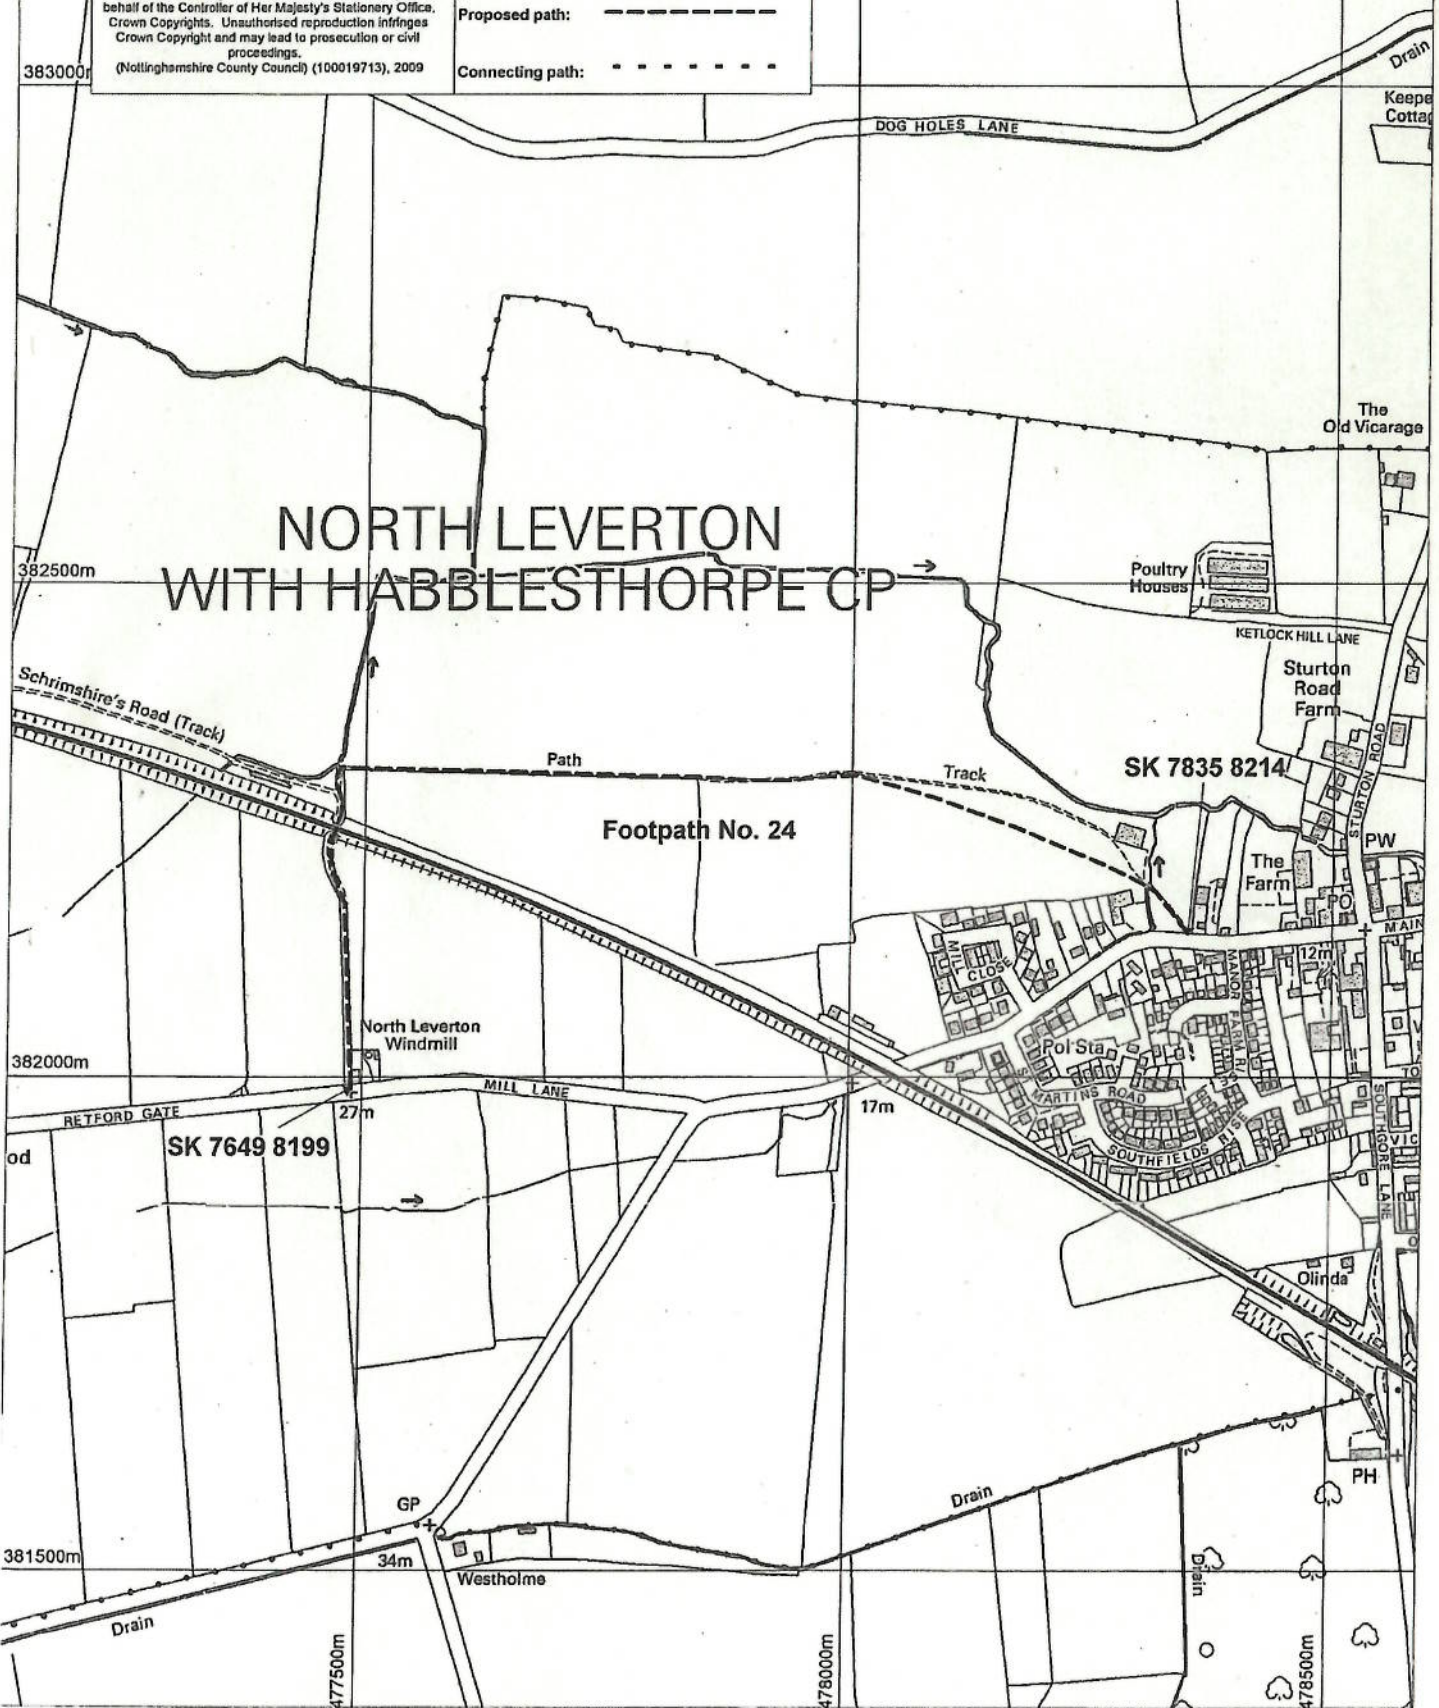 behalf of the Controller of Her Majesty's Stationery Office.
Crown Copyrights. Unauthorised reproduction infringes
Crown Copyright and may lead to prosecution or civil
proceedings.
(Nottinghamshire County Council) (100019713), 2009
Proposed path:
Connecting path:
383000m
Drain
Keepe
Cottag
DOG HOLES LANE
The
Old Vicarage
NORTH LEVERTON
WITH HABBLESTHORPE CP
382500m
Poultry
Houses
KETLOCK HILL LANE
Schrimshire's Road (Track)
Sturton
Road
Farm
STURTON ROAD
Path
Track
SK 7835 8214
Footpath No. 24
PW
The
Farm
PO
MAIN
12m
MILL CLOSE
MANOR FARM RI
North Leverton
Windmill
Pol Sta
382000m
MILL LANE
RETFORD GATE
27m
17m
SK 7649 8199
MARTINS ROAD
SOUTHFIELDS RISE
SOUTHGORE LANE
TO
VIC
od
Olinda
PH
GP
Drain
381500m
34m
Westholme
Drain
Drain
477500m
478000m
478500m